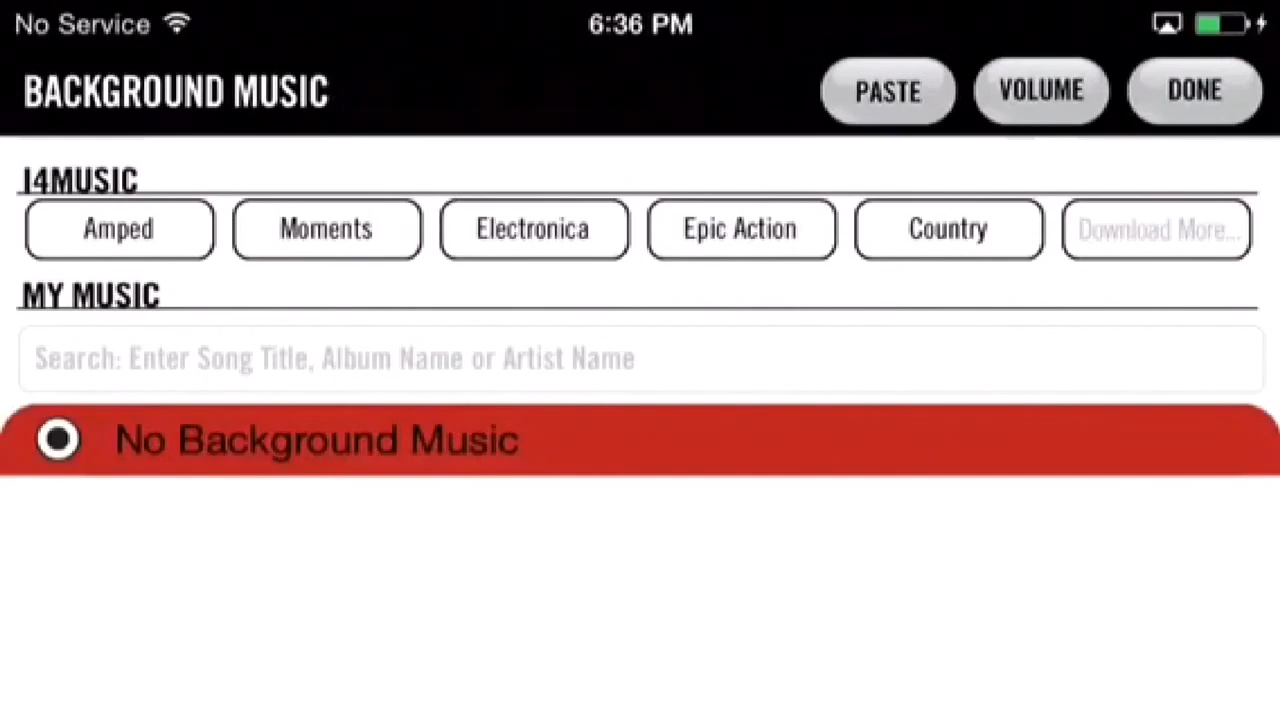 No Service 6:36 PM
BACKGROUND MUSIC PASTE VOLUME DONE
I4MUSIC
Amped Moments Electronica Epic Action Country Download More...
MY MUSIC
Search: Enter Song Title, Album Name or Artist Name
No Background Music